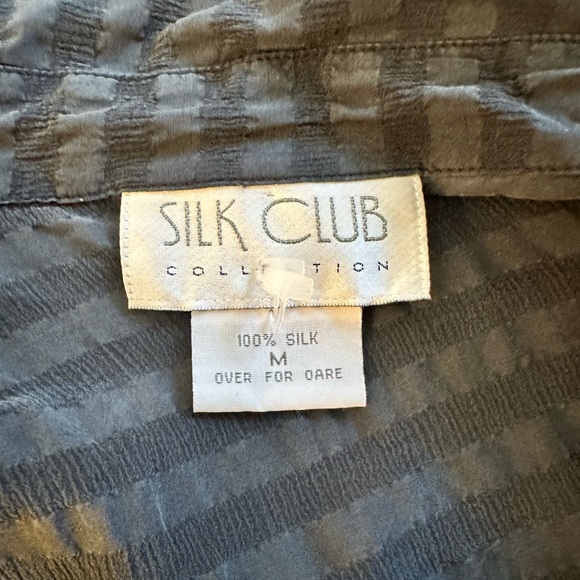 SILK CLUB
COLLECTION
100% SILK
M
OVER FOR OARE